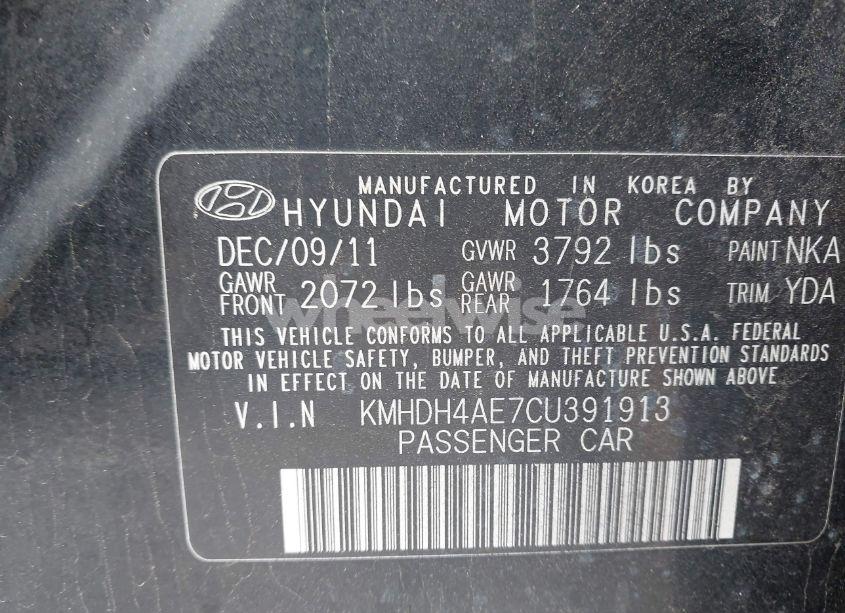 MANUFACTURED IN KOREA BY
HYUNDAI MOTOR COMPANY
DEC/09/11 GVWR 3792 lbs PAINT NKA
GAWR FRONT 2072 lbs GAWR REAR 1764 lbs TRIM YDA
wheelwise
THIS VEHICLE CONFORMS TO ALL APPLICABLE U.S.A. FEDERAL
MOTOR VEHICLE SAFETY, BUMPER, AND THEFT PREVENTION STANDARDS
IN EFFECT ON THE DATE OF MANUFACTURE SHOWN ABOVE
V.I.N KMHDH4AE7CU391913
PASSENGER CAR